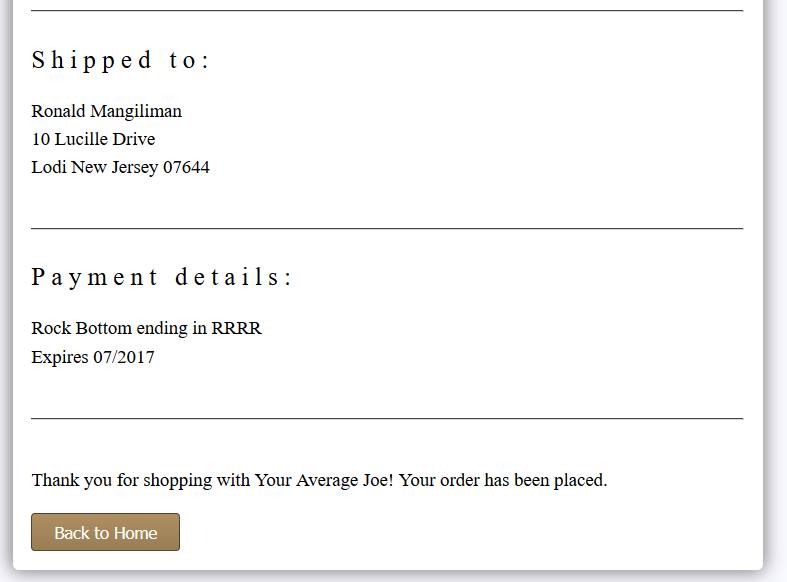 Shipped to:
Ronald Mangiliman
10 Lucille Drive
Lodi New Jersey 07644
Payment details:
Rock Bottom ending in RRRR
Expires 07/2017
Thank you for shopping with Your Average Joe! Your order has been placed.
Back to Home